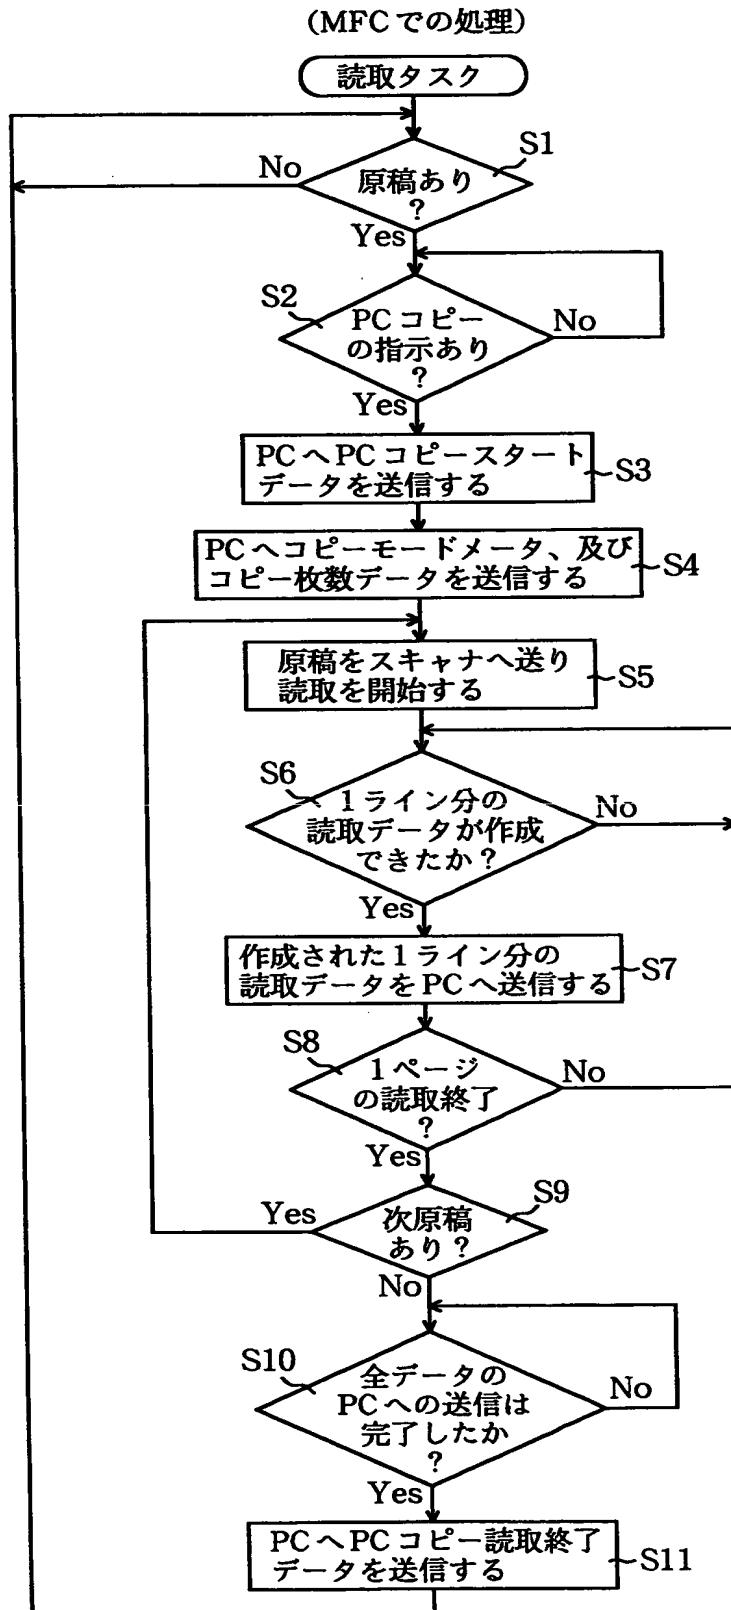 (MFCでの処理)
読取タスク
S1
No
原稿あり
?
Yes
S2
PCコピー
の指示あり
?
No
Yes
PCへPCコピースタート
データを送信する
S3
PCへコピーモードメータ、及び
コピー枚数データを送信する
S4
原稿をスキャナへ送り
読取を開始する
S5
S6
1ライン分の
読取データが作成
できたか?
No
Yes
作成された1ライン分の
読取データをPCへ送信する
S7
S8
1ページ
の読取終了
?
No
Yes
S9
Yes
次原稿
あり?
No
S10
全データの
PCへの送信は
完了したか
?
No
Yes
PCへPCコピー読取終了
データを送信する
S11